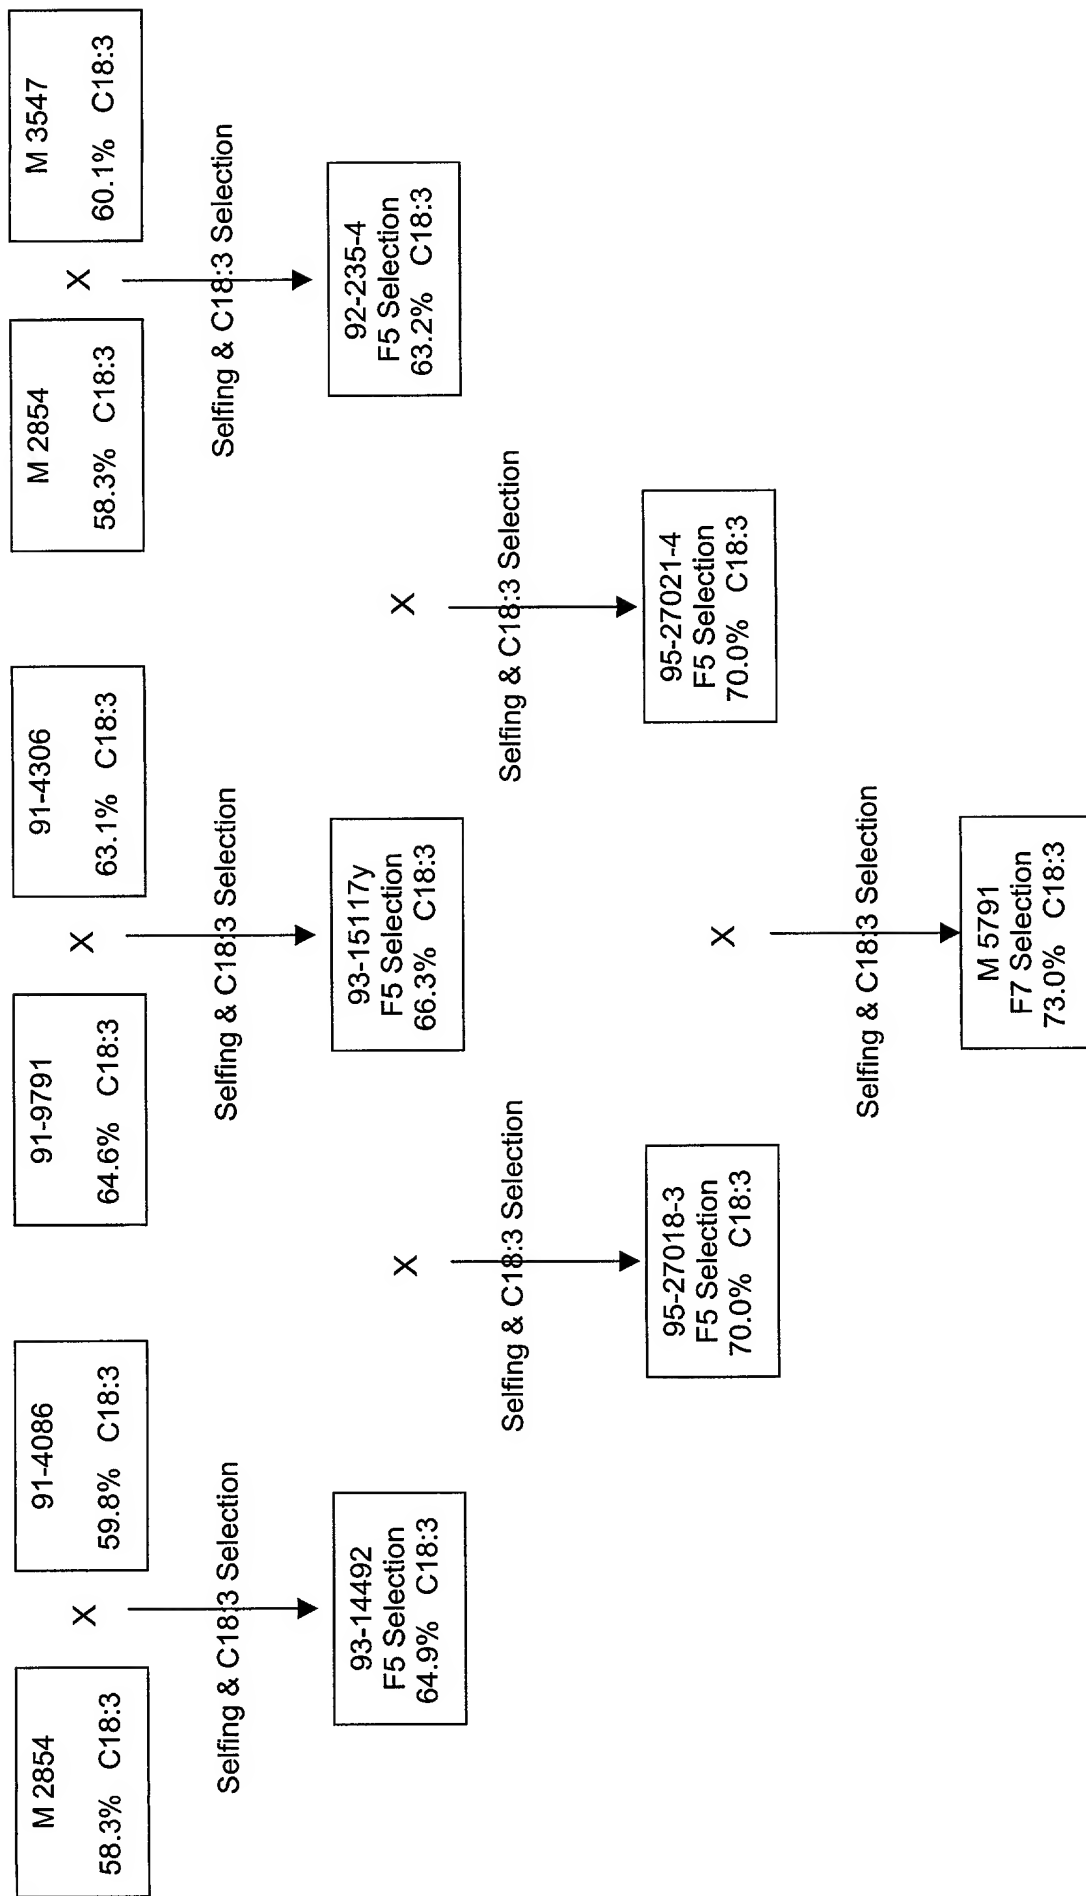 M 2854
58.3%   C18:3
X
91-4086
59.8%   C18:3
91-9791
64.6%   C18:3
X
91-4306
63.1%   C18:3
M 2854
58.3%   C18:3
X
M 3547
60.1%   C18:3
Selfing & C18:3 Selection
Selfing & C18:3 Selection
Selfing & C18:3 Selection
93-14492
F5 Selection
64.9%   C18:3
93-15117y
F5 Selection
66.3%   C18:3
92-235-4
F5 Selection
63.2%   C18:3
X
X
Selfing & C18:3 Selection
Selfing & C18:3 Selection
95-27018-3
F5 Selection
70.0%   C18:3
95-27021-4
F5 Selection
70.0%   C18:3
X
Selfing & C18:3 Selection
M 5791
F7 Selection
73.0%   C18:3